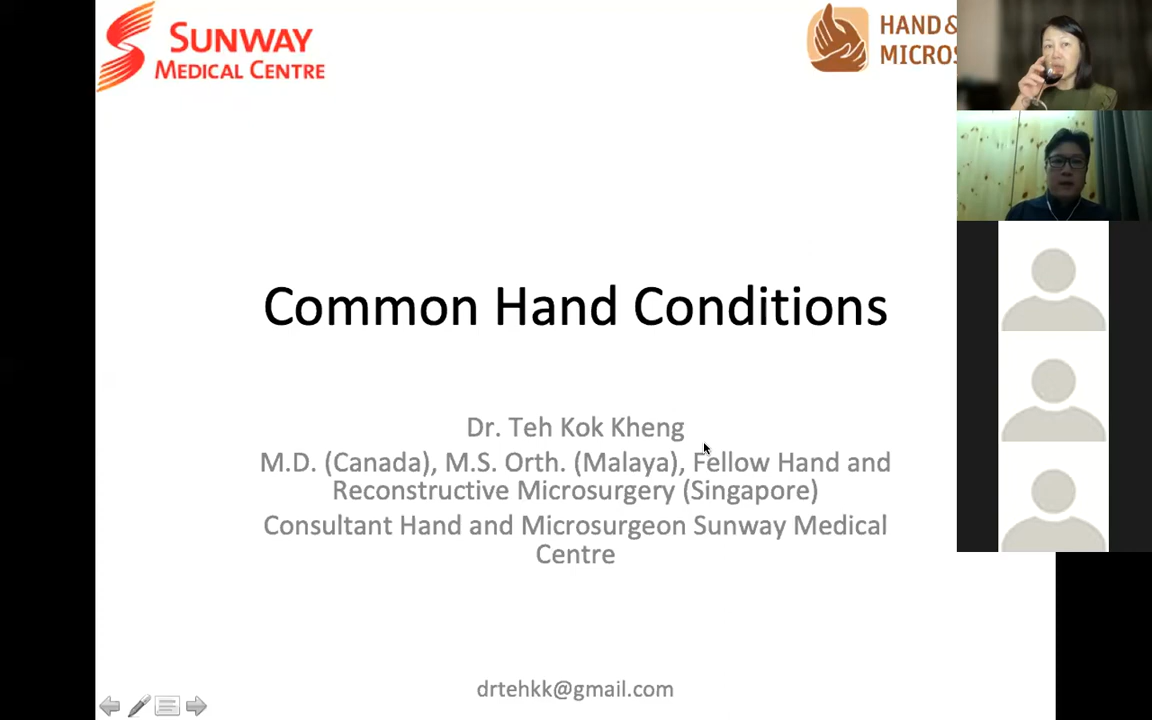 SUNWAY
MEDICAL CENTRE
HAND&
MICROS
Common Hand Conditions
Dr. Teh Kok Kheng
M.D. (Canada), M.S. Orth. (Malaya), Fellow Hand and
Reconstructive Microsurgery (Singapore)
Consultant Hand and Microsurgeon Sunway Medical
Centre
drtehkk@gmail.com